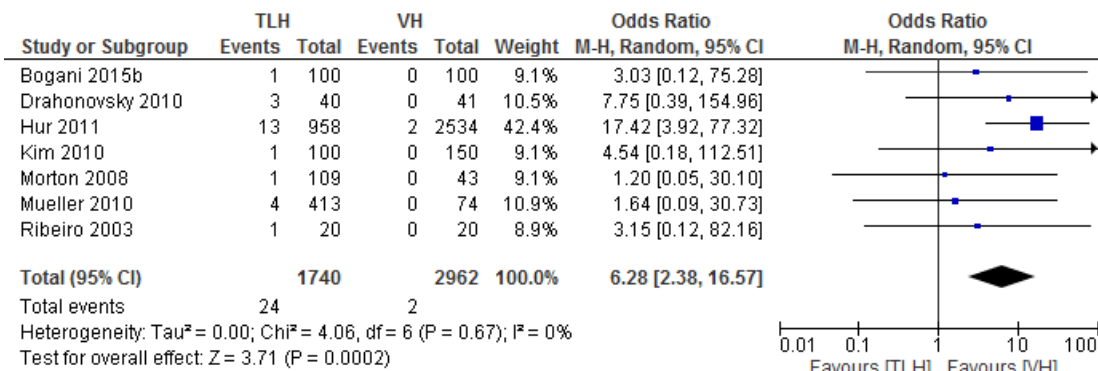 TLH VH Odds Ratio Odds Ratio
Study or Subgroup Events Total Events Total Weight M-H, Random, 95% CI M-H, Random, 95% CI
Bogani 2015b 1 100 0 100 9.1% 3.03 [0.12, 75.28]
Drahonovsky 2010 3 40 0 41 10.5% 7.75 [0.39, 154.96]
Hur 2011 13 958 2 2534 42.4% 17.42 [3.92, 77.32]
Kim 2010 1 100 0 150 9.1% 4.54 [0.18, 112.51]
Morton 2008 1 109 0 43 9.1% 1.20 [0.05, 30.10]
Mueller 2010 4 413 0 74 10.9% 1.64 [0.09, 30.73]
Ribeiro 2003 1 20 0 20 8.9% 3.15 [0.12, 82.16]
Total (95% CI) 1740 2962 100.0% 6.28 [2.38, 16.57]
Total events 24 2
Heterogeneity: Tau² = 0.00; Chi² = 4.06, df = 6 (P = 0.67); I² = 0%
Test for overall effect: Z = 3.71 (P = 0.0002)
0.01 0.1 1 10 100
Favours [TLH] Favours [VH]